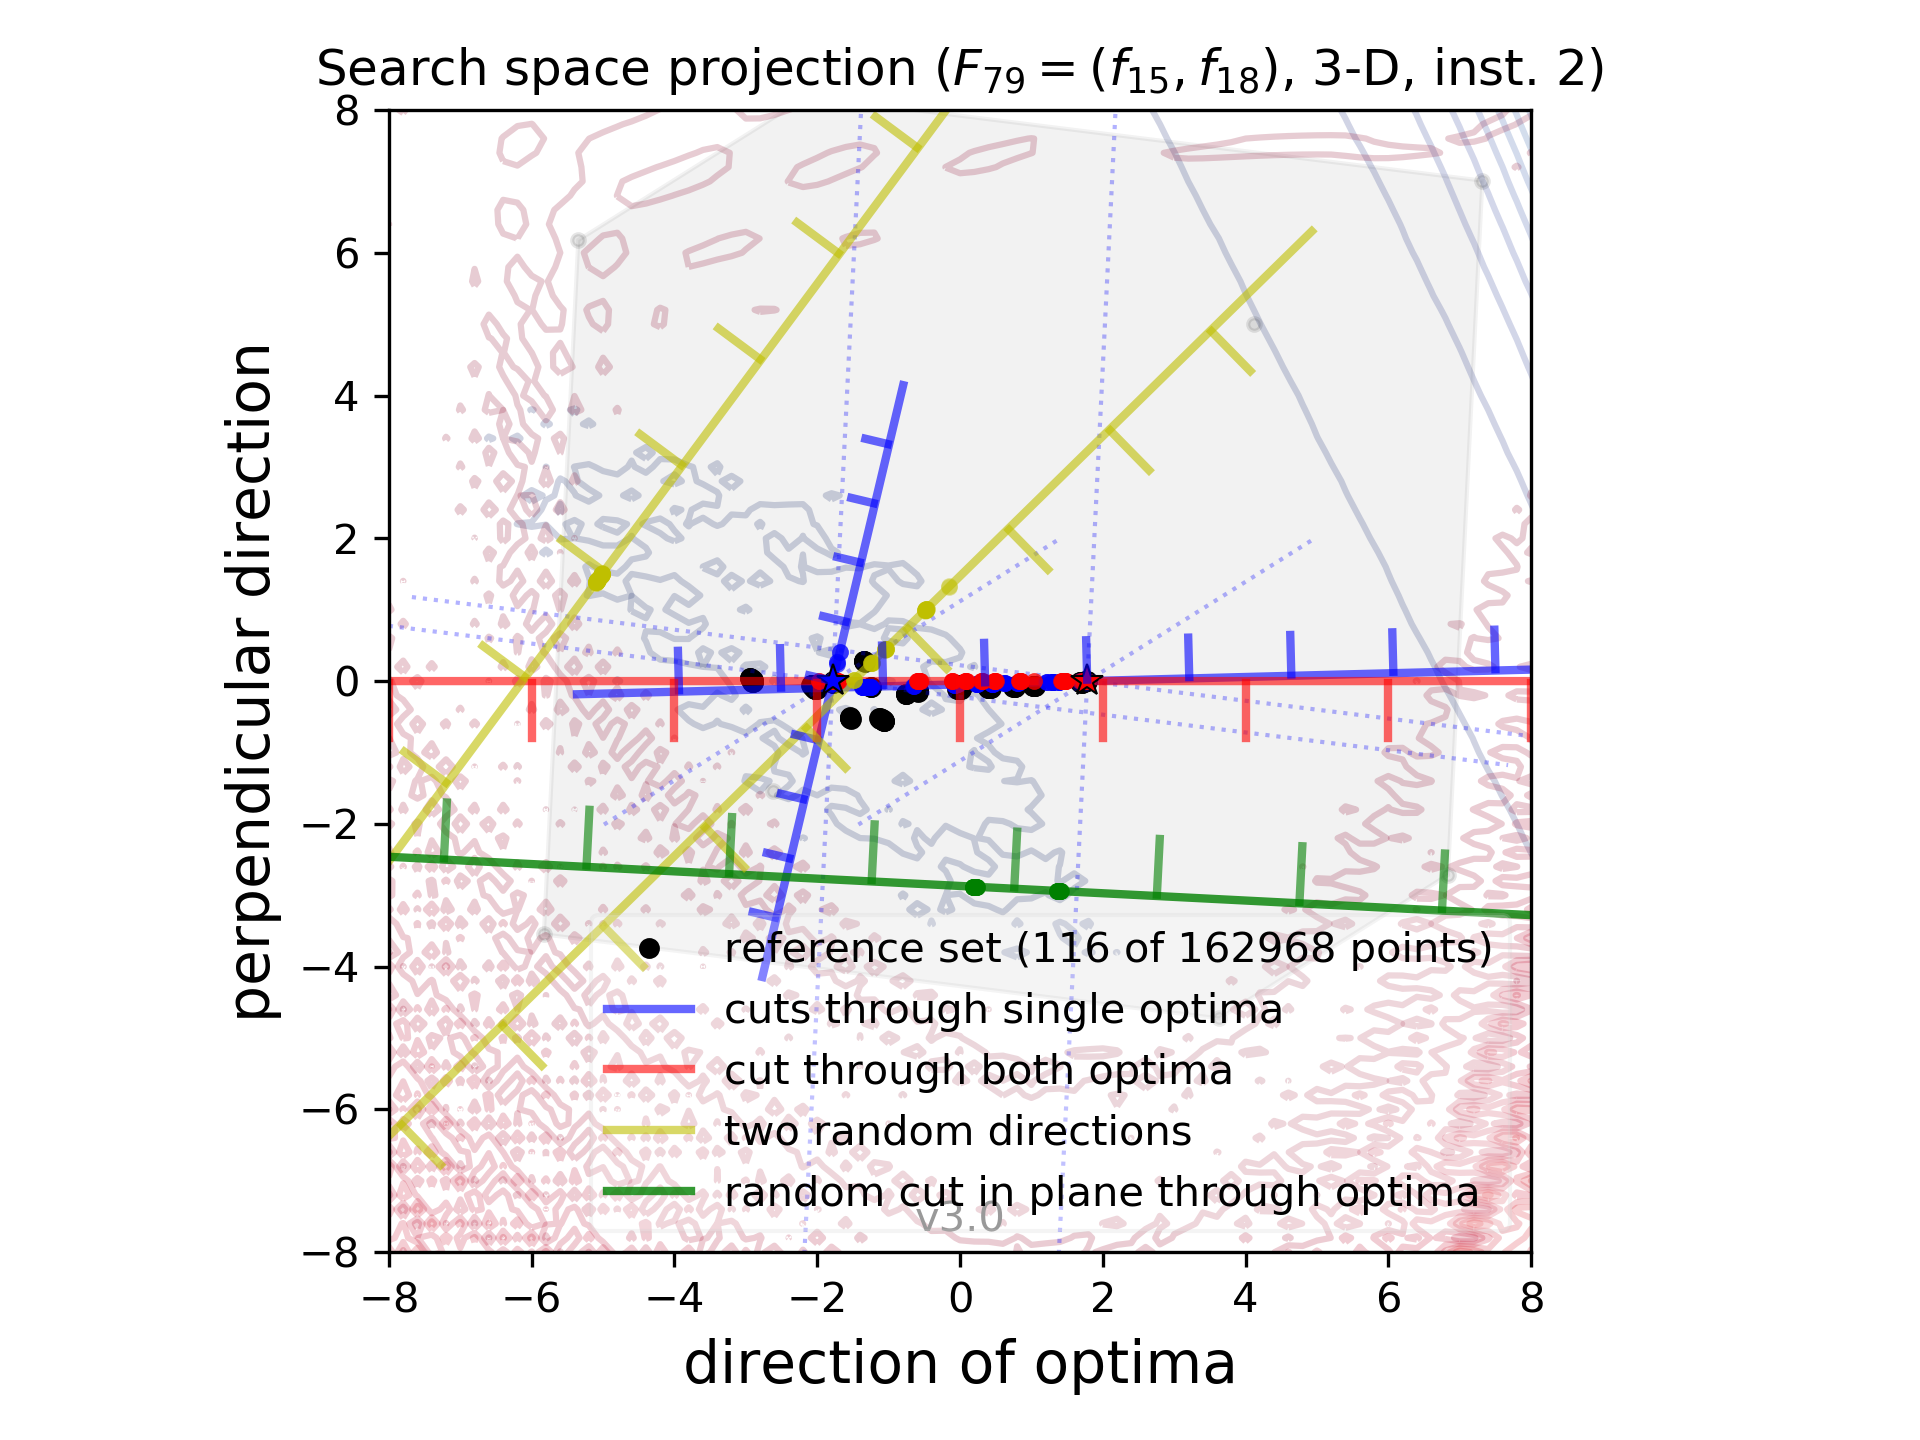 Search space projection (F79 = (f15, f18), 3-D, inst. 2)
8
6
4
2
0
−2
−4
−6
−8
perpendicular direction
reference set (116 of 162968 points)
cuts through single optima
cut through both optima
two random directions
random cut in plane through optima
v3.0
−8 −6 −4 −2 0 2 4 6 8
direction of optima